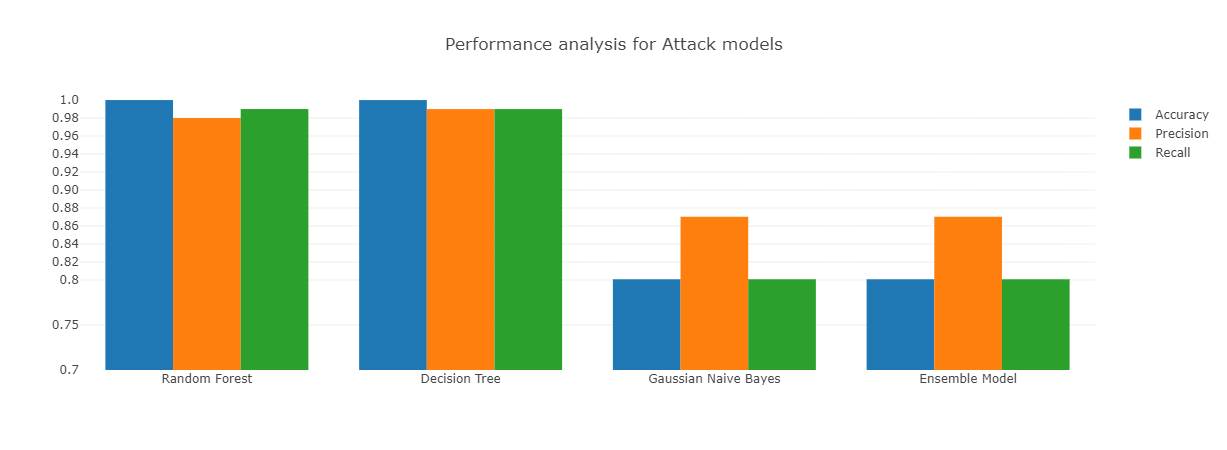 Performance analysis for Attack models
1.0
0.98
0.96
0.94
0.92
0.90
0.88
0.86
0.84
0.82
0.8
0.75
0.7
Random Forest
Decision Tree
Gaussian Naive Bayes
Ensemble Model
Accuracy
Precision
Recall